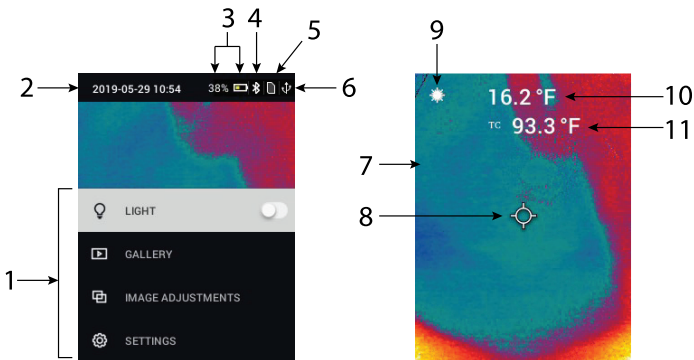 3 4 5
2 2019-05-29 10:54 38% 6
1
LIGHT
GALLERY
IMAGE ADJUSTMENTS
SETTINGS
9
16.2 °F 10
TC 93.3 °F 11
7
8